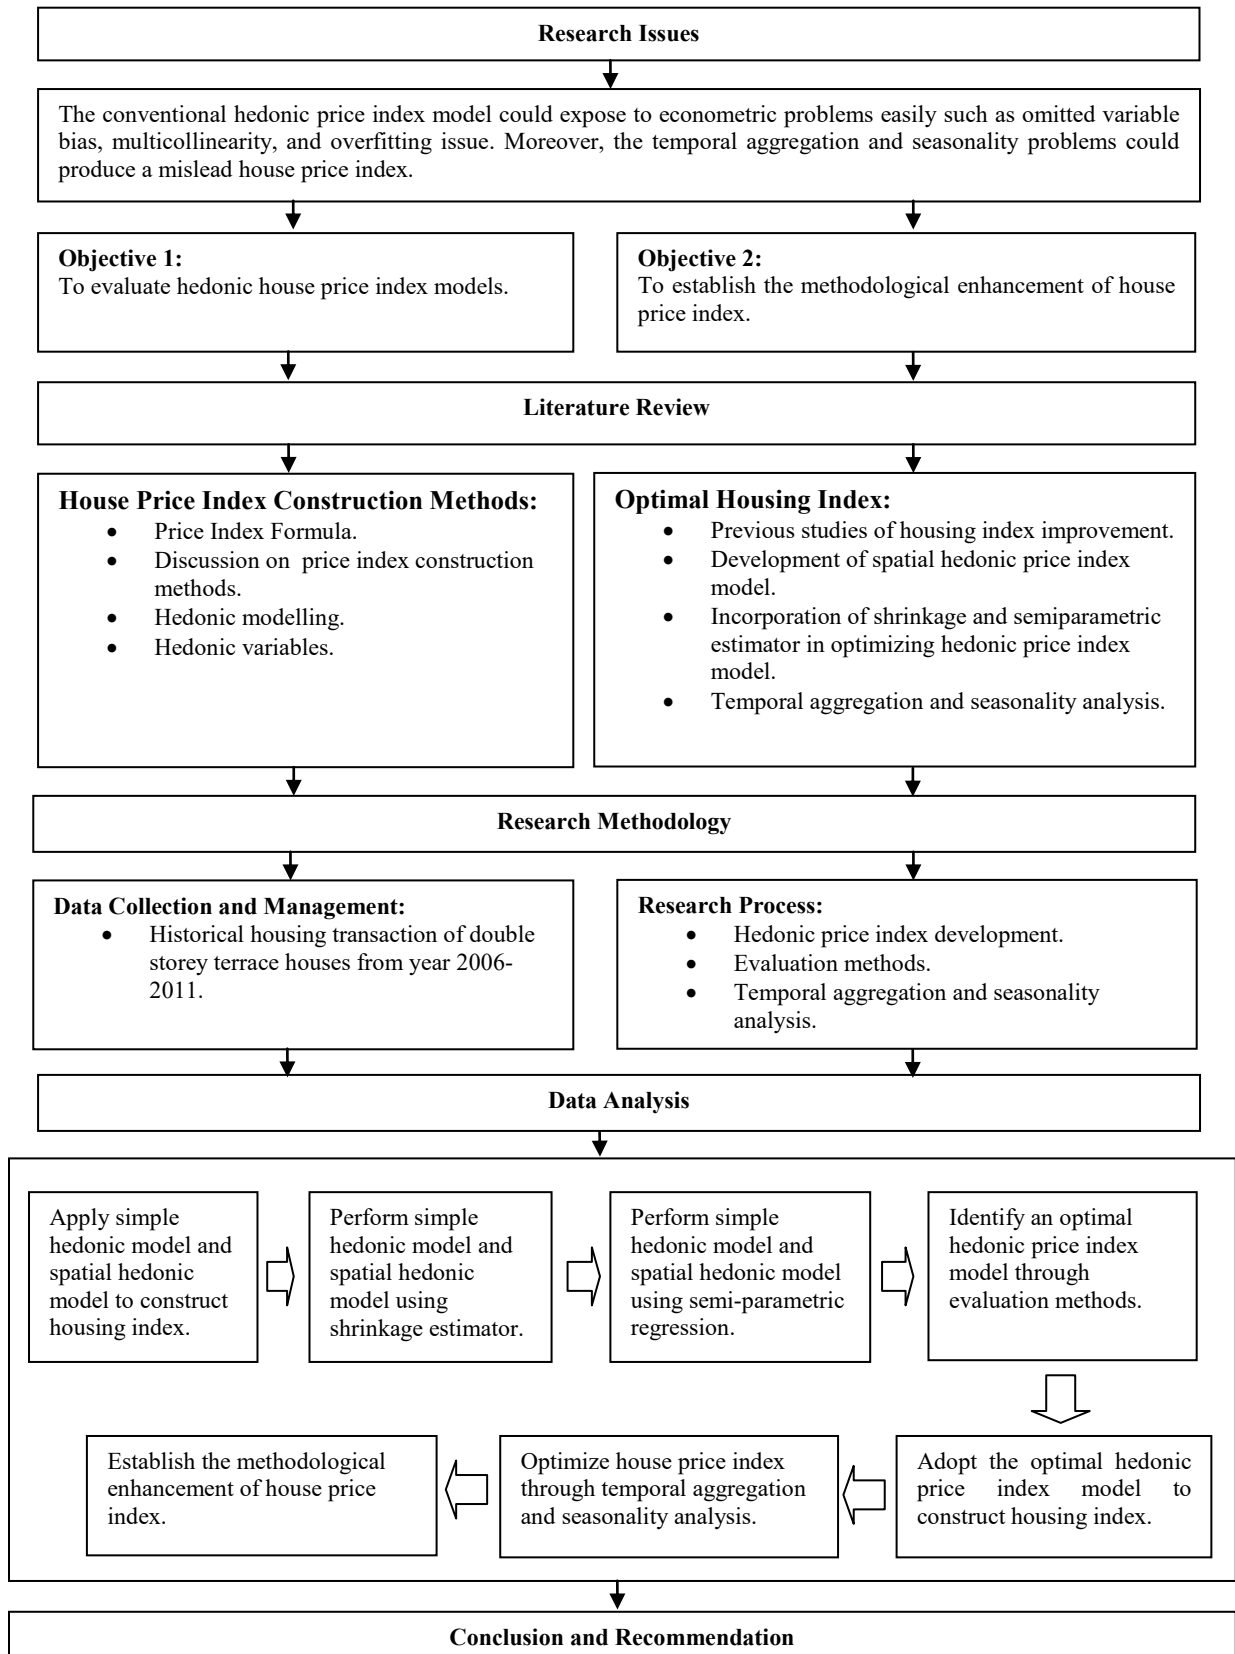 Research Issues
The conventional hedonic price index model could expose to econometric problems easily such as omitted variable
bias, multicollinearity, and overfitting issue. Moreover, the temporal aggregation and seasonality problems could
produce a mislead house price index.
Objective 1:
To evaluate hedonic house price index models.
Objective 2:
To establish the methodological enhancement of house
price index.
Literature Review
House Price Index Construction Methods:
• Price Index Formula.
• Discussion on price index construction
methods.
• Hedonic modelling.
• Hedonic variables.
Optimal Housing Index:
• Previous studies of housing index improvement.
• Development of spatial hedonic price index
model.
• Incorporation of shrinkage and semiparametric
estimator in optimizing hedonic price index
model.
• Temporal aggregation and seasonality analysis.
Research Methodology
Data Collection and Management:
• Historical housing transaction of double
storey terrace houses from year 2006-
2011.
Research Process:
• Hedonic price index development.
• Evaluation methods.
• Temporal aggregation and seasonality
analysis.
Data Analysis
Apply simple
hedonic model and
spatial hedonic
model to construct
housing index.
Perform simple
hedonic model and
spatial hedonic
model using
shrinkage estimator.
Perform simple
hedonic model and
spatial hedonic model
using semi-parametric
regression.
Identify an optimal
hedonic price index
model through
evaluation methods.
Adopt the optimal hedonic
price index model to
construct housing index.
Optimize house price index
through temporal aggregation
and seasonality analysis.
Establish the methodological
enhancement of house price
index.
Conclusion and Recommendation